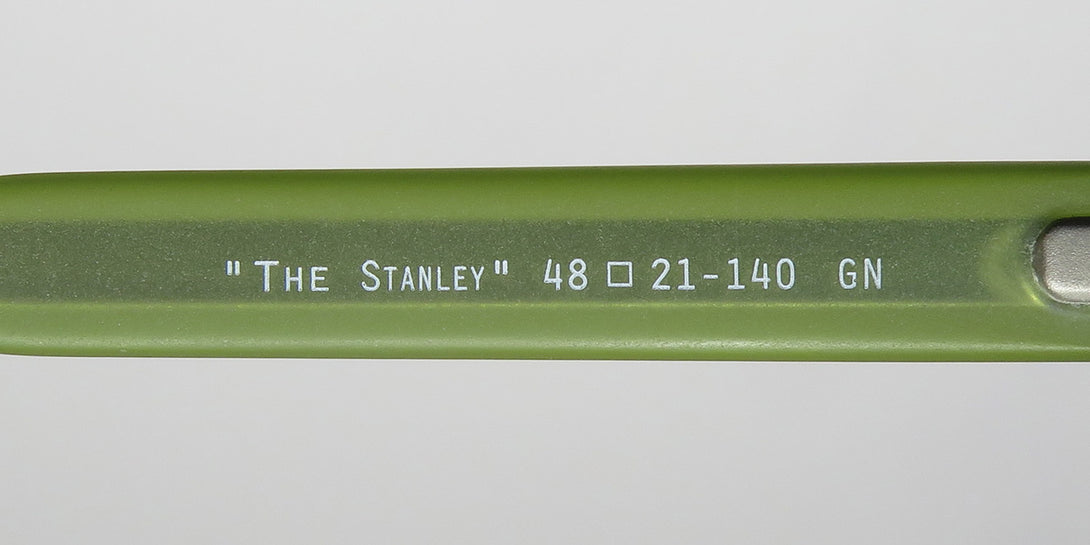 "THE STANLEY" 48□21-140 GN